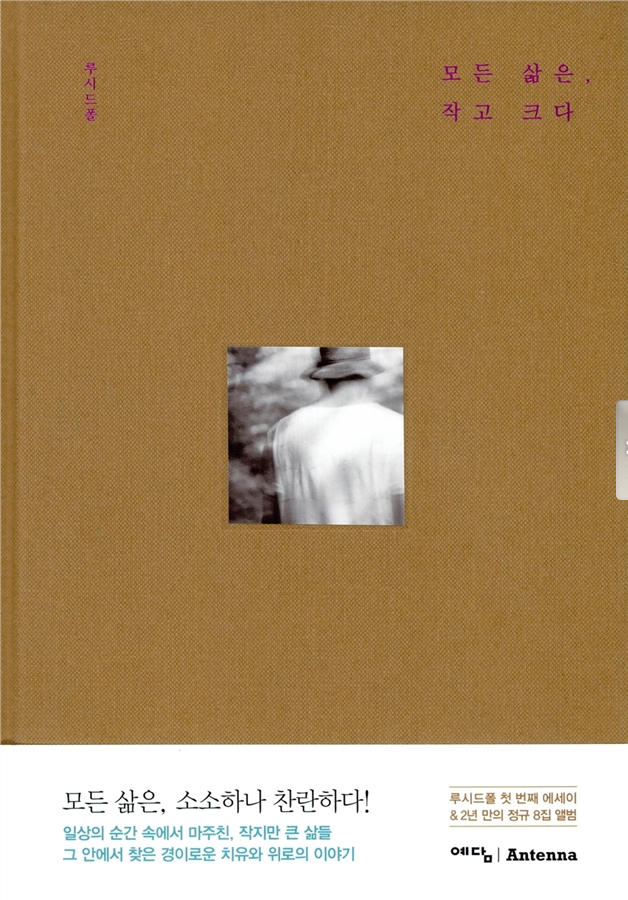 루시드폴
모든 삶은,
작고 크다
모든 삶은, 소소하나 찬란하다!
일상의 순간 속에서 마주친, 작지만 큰 삶들
그 안에서 찾은 경이로운 치유와 위로의 이야기
루시드폴 첫 번째 에세이
& 2년 만의 정규 8집 앨범
예담 | Antenna